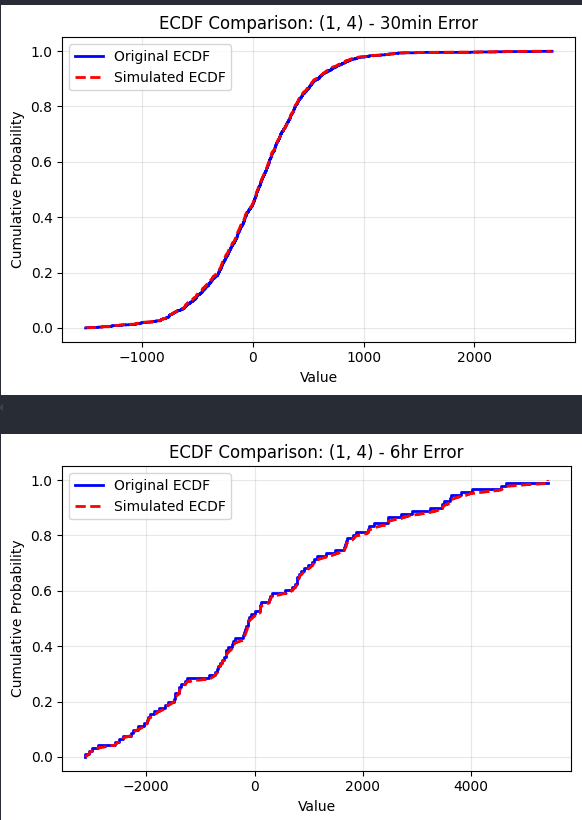 ECDF Comparison: (1, 4) - 30min Error
Original ECDF
Simulated ECDF
Cumulative Probability
1.0
0.8
0.6
0.4
0.2
0.0
−1000 0 1000 2000
Value
ECDF Comparison: (1, 4) - 6hr Error
Original ECDF
Simulated ECDF
Cumulative Probability
1.0
0.8
0.6
0.4
0.2
0.0
−2000 0 2000 4000
Value